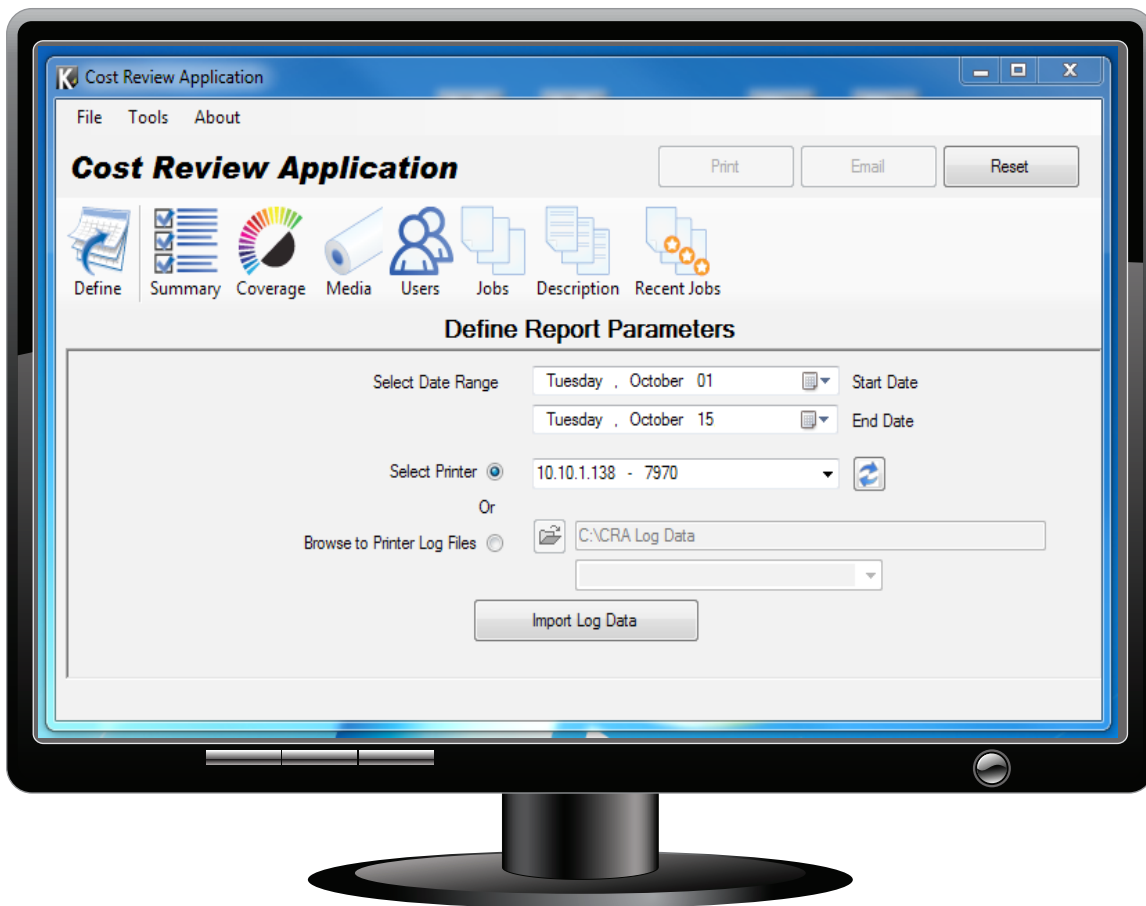 K Cost Review Application
X
File Tools About
Cost Review Application
Print Email Reset
Define Summary Coverage Media Users Jobs Description Recent Jobs
Define Report Parameters
Select Date Range Tuesday , October 01 Start Date
Tuesday , October 15 End Date
Select Printer 10.10.1.138 - 7970
Or
Browse to Printer Log Files C:\CRA Log Data
Import Log Data